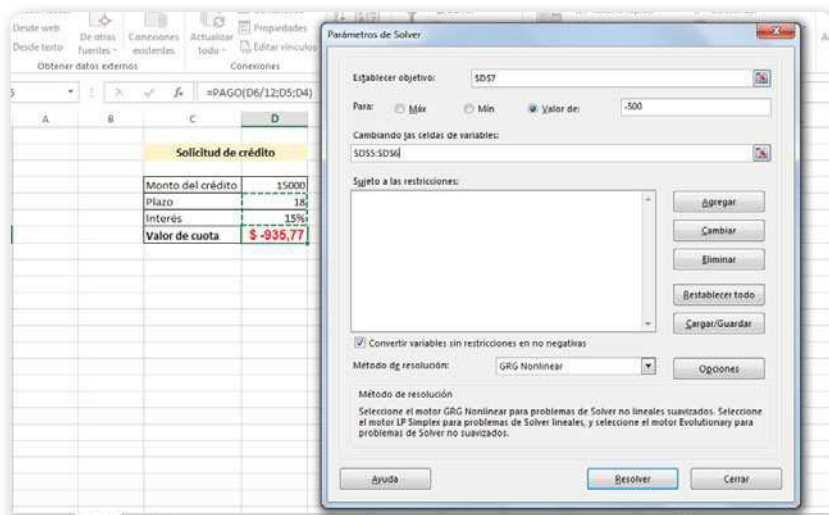 Desde web
Desde texto
De otras fuentes
Conexiones existentes
Actualizar todo
Propiedades
Editar vínculos
Obtener datos externos
Conexiones
fx =PAGO(D6/12;D5;D4)
A B C D
Solicitud de crédito
Monto del crédito 15000
Plazo 18
Interés 15%
Valor de cuota $ -935,77
Parámetros de Solver
Establecer objetivo: $D$7
Para: Máx Mín Valor de: -500
Cambiando las celdas de variables:
$D$5:$D$6
Sujeto a las restricciones:
Agregar
Cambiar
Eliminar
Restablecer todo
Cargar/Guardar
Convertir variables sin restricciones en no negativas
Método de resolución: GRG Nonlinear
Opciones
Método de resolución
Seleccione el motor GRG Nonlinear para problemas de Solver no lineales suavizados. Seleccione
el motor LP Simplex para problemas de Solver lineales, y seleccione el motor Evolutionary para
problemas de Solver no suavizados.
Ayuda
Resolver
Cerrar